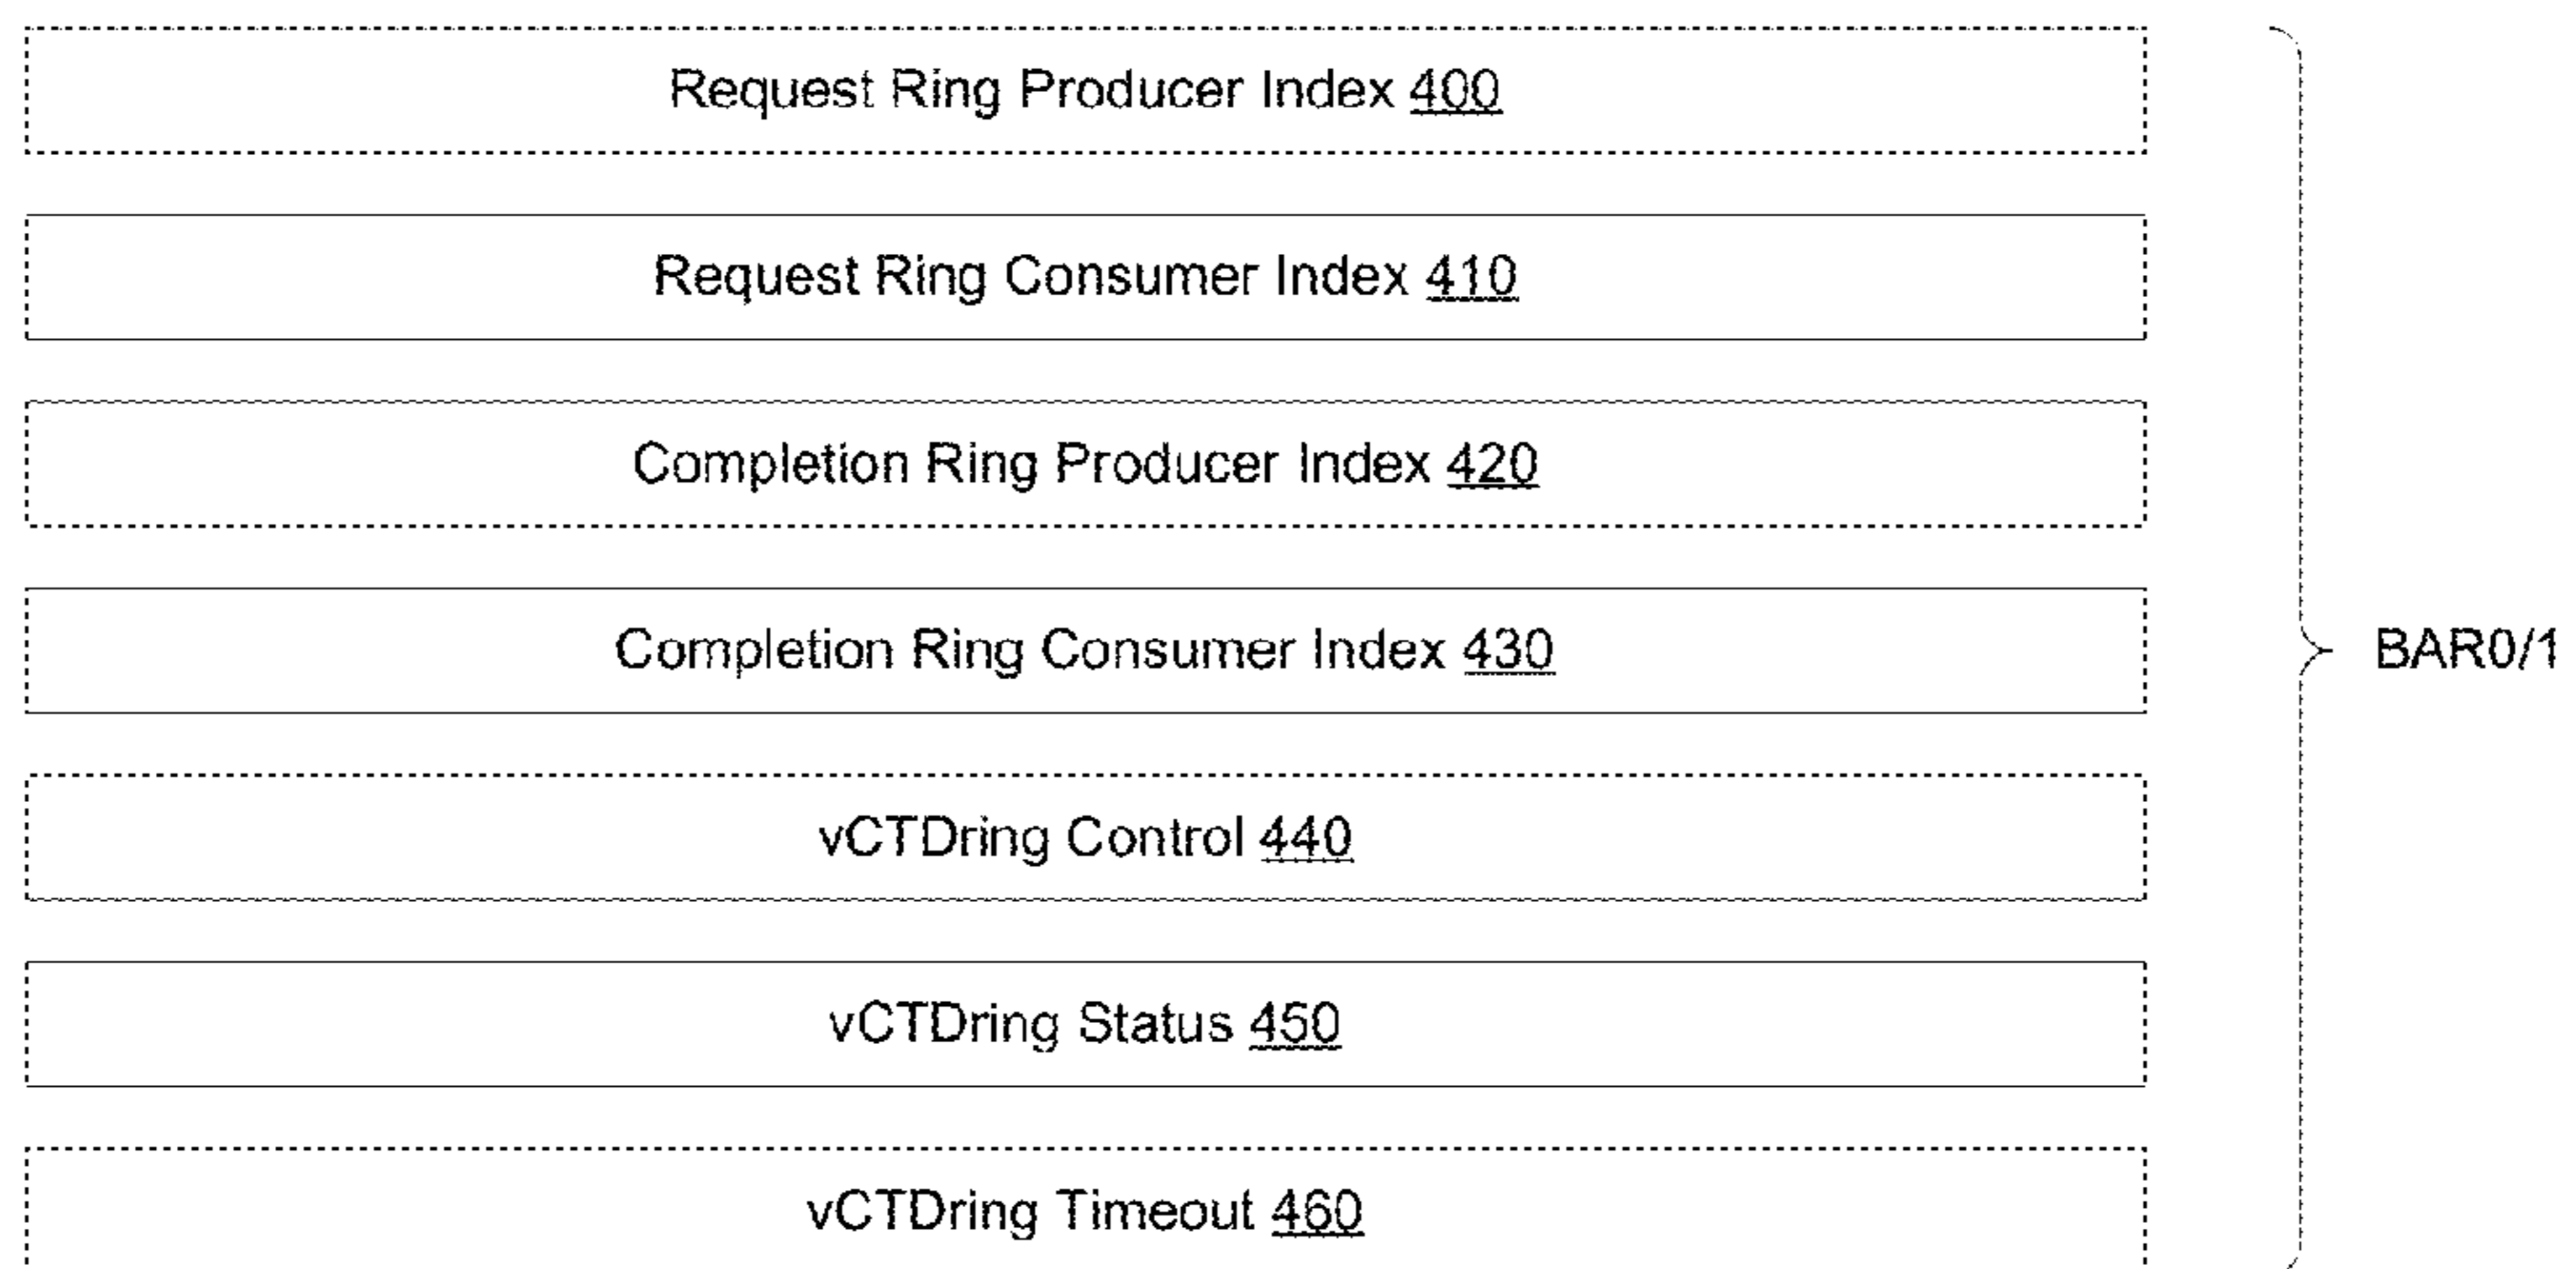 Request Ring Producer Index 400
Request Ring Consumer Index 410
Completion Ring Producer Index 420
Completion Ring Consumer Index 430
BAR0/1
vCTDring Control 440
vCTDring Status 450
vCTDring Timeout 460